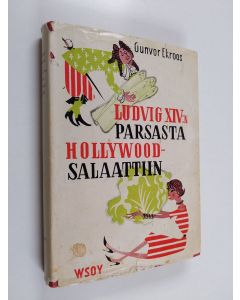 Gunvor Ekroos
LUDVIG XIV:n
PARSASTA
HOLLYWOOD-
SALAATTIIN
WSOY